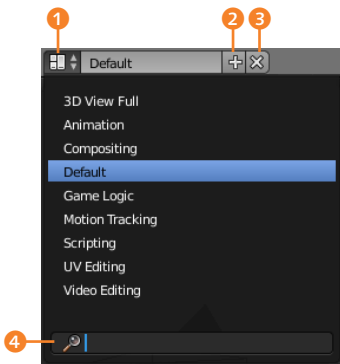 1 2 3
Default
3D View Full
Animation
Compositing
Default
Game Logic
Motion Tracking
Scripting
UV Editing
Video Editing
4